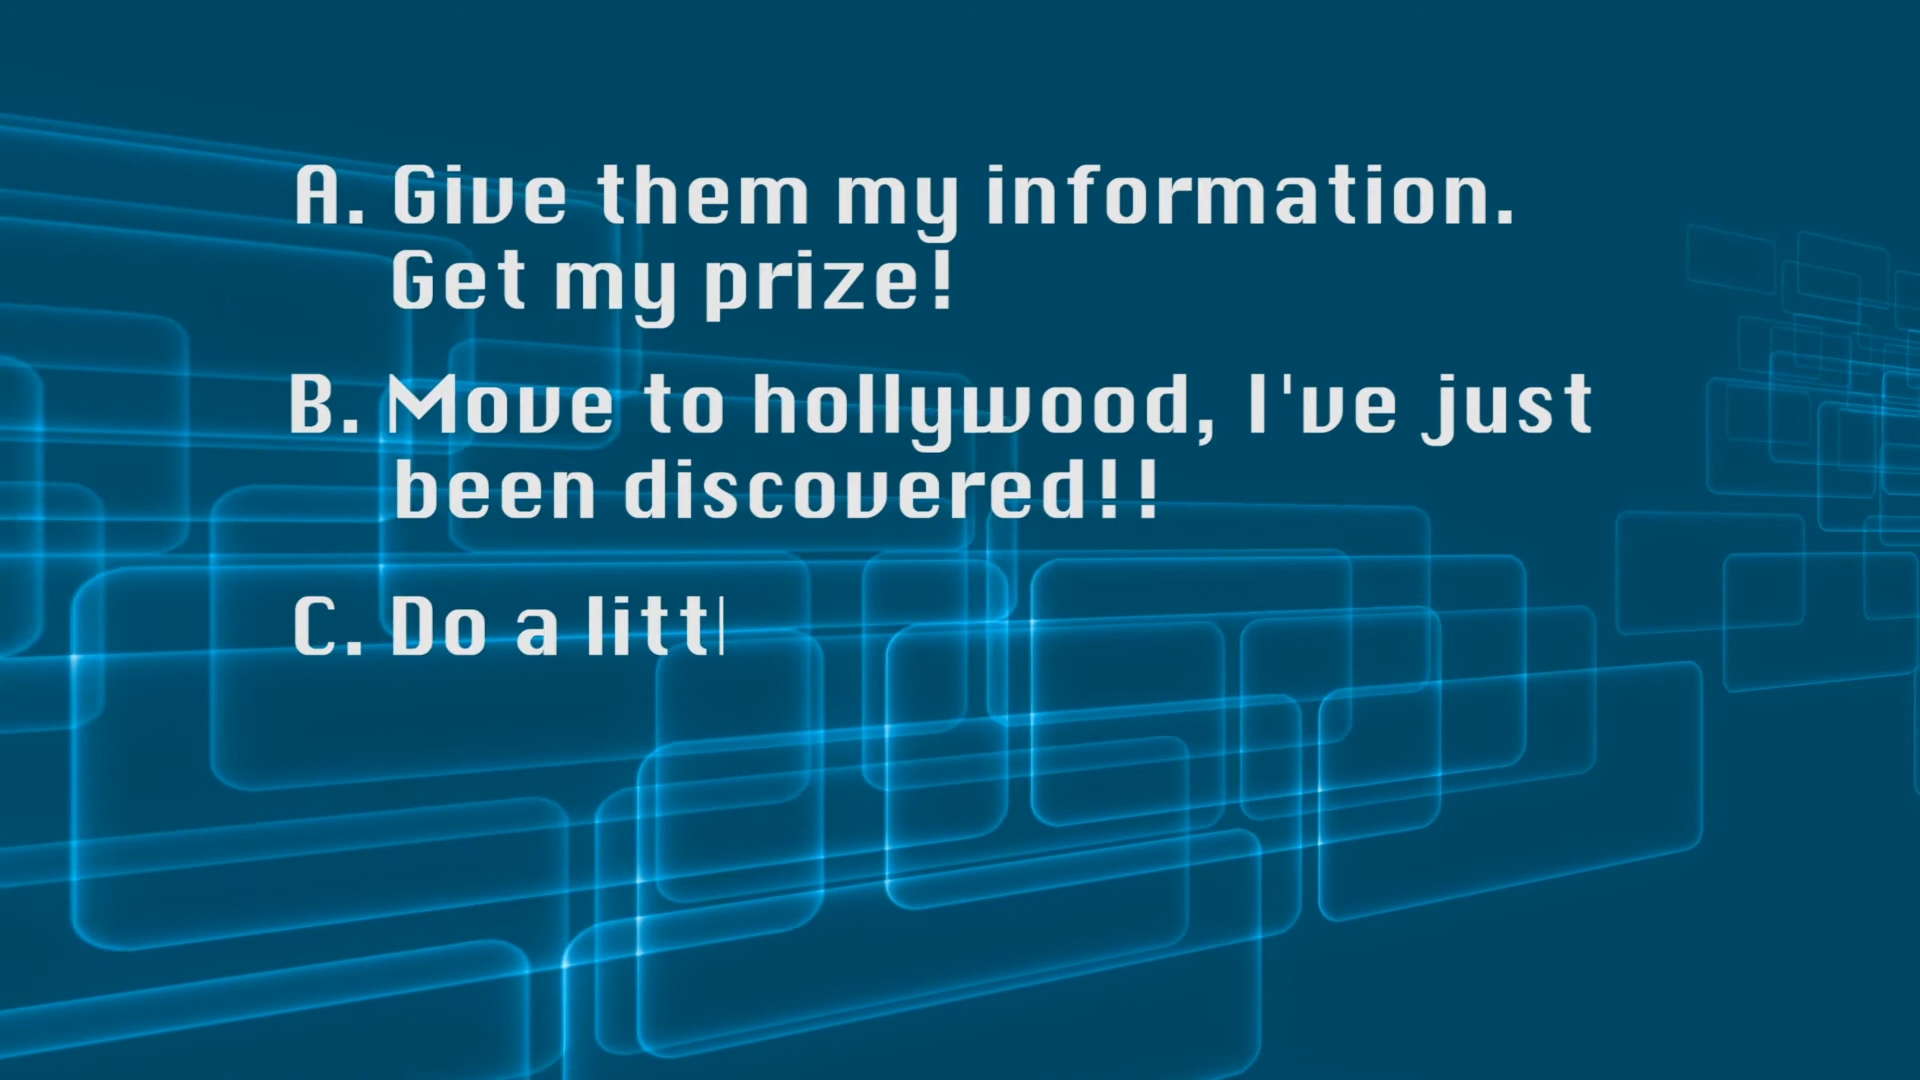 A. Give them my information.
Get my prize!
B. Move to hollywood, I've just
been discovered!!
C. Do a litt